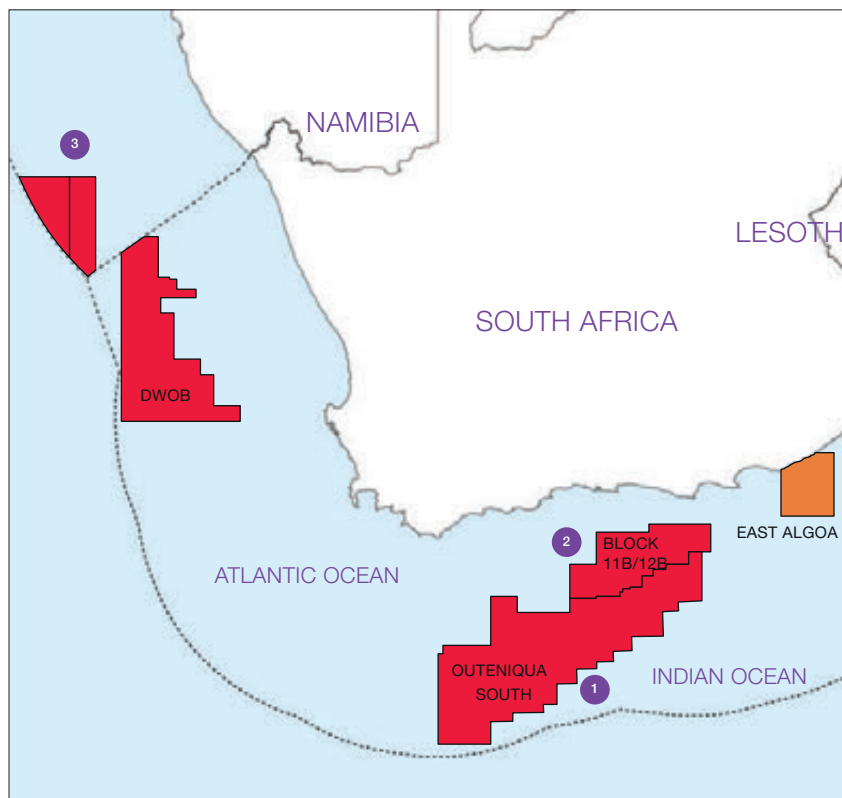 NAMIBIA
3
LESOTH
SOUTH AFRICA
DWOB
EAST ALGOA
2
BLOCK
11B/12B
ATLANTIC OCEAN
OUTENIQUA
SOUTH
INDIAN OCEAN
1